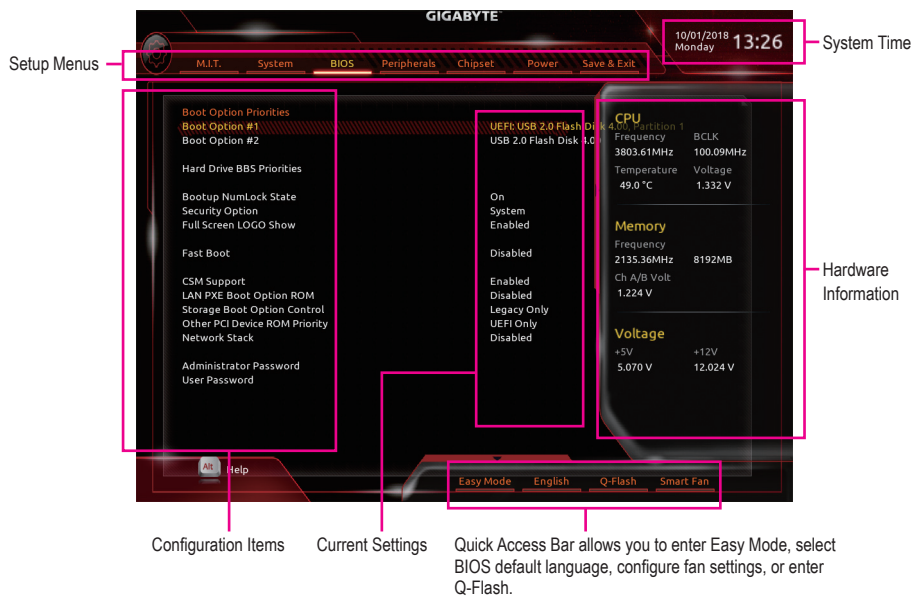 GIGABYTE
10/01/2018 Monday 13:26
System Time
Setup Menus
M.I.T. System BIOS Peripherals Chipset Power Save & Exit
Boot Option Priorities
Boot Option #1 UEFI: USB 2.0 Flash Disk 4.00, Partition 1
Boot Option #2 USB 2.0 Flash Disk 4.00
Hard Drive BBS Priorities
Bootup NumLock State On
Security Option System
Full Screen LOGO Show Enabled
Fast Boot Disabled
CSM Support Enabled
LAN PXE Boot Option ROM Disabled
Storage Boot Option Control Legacy Only
Other PCI Device ROM Priority UEFI Only
Network Stack Disabled
Administrator Password
User Password
CPU
Frequency BCLK
3803.61MHz 100.09MHz
Temperature Voltage
49.0 °C 1.332 V
Memory
Frequency
2135.36MHz 8192MB
Ch A/B Volt
1.224 V
Voltage
+5V +12V
5.070 V 12.024 V
Hardware
Information
Alt Help
Easy Mode English Q-Flash Smart Fan
Configuration Items
Current Settings
Quick Access Bar allows you to enter Easy Mode, select
BIOS default language, configure fan settings, or enter
Q-Flash.